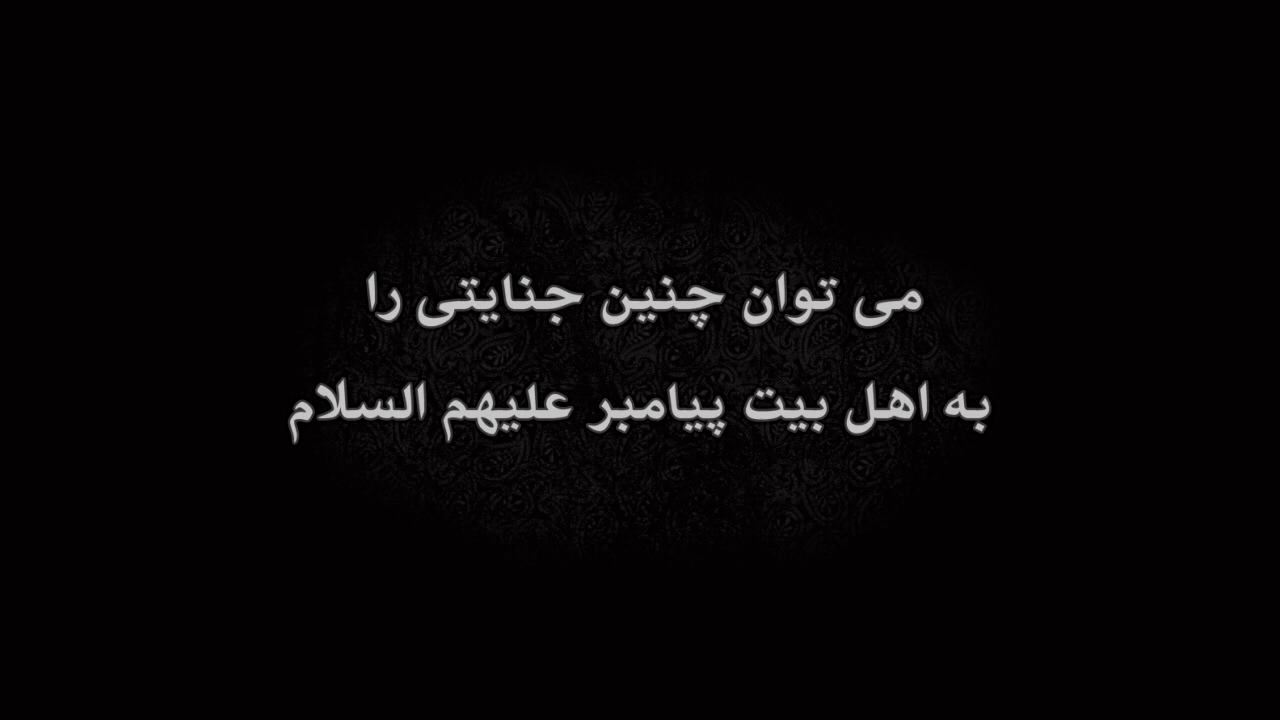 می توان چنین جنایتی را
به اهل بیت پیامبر علیهم السلام